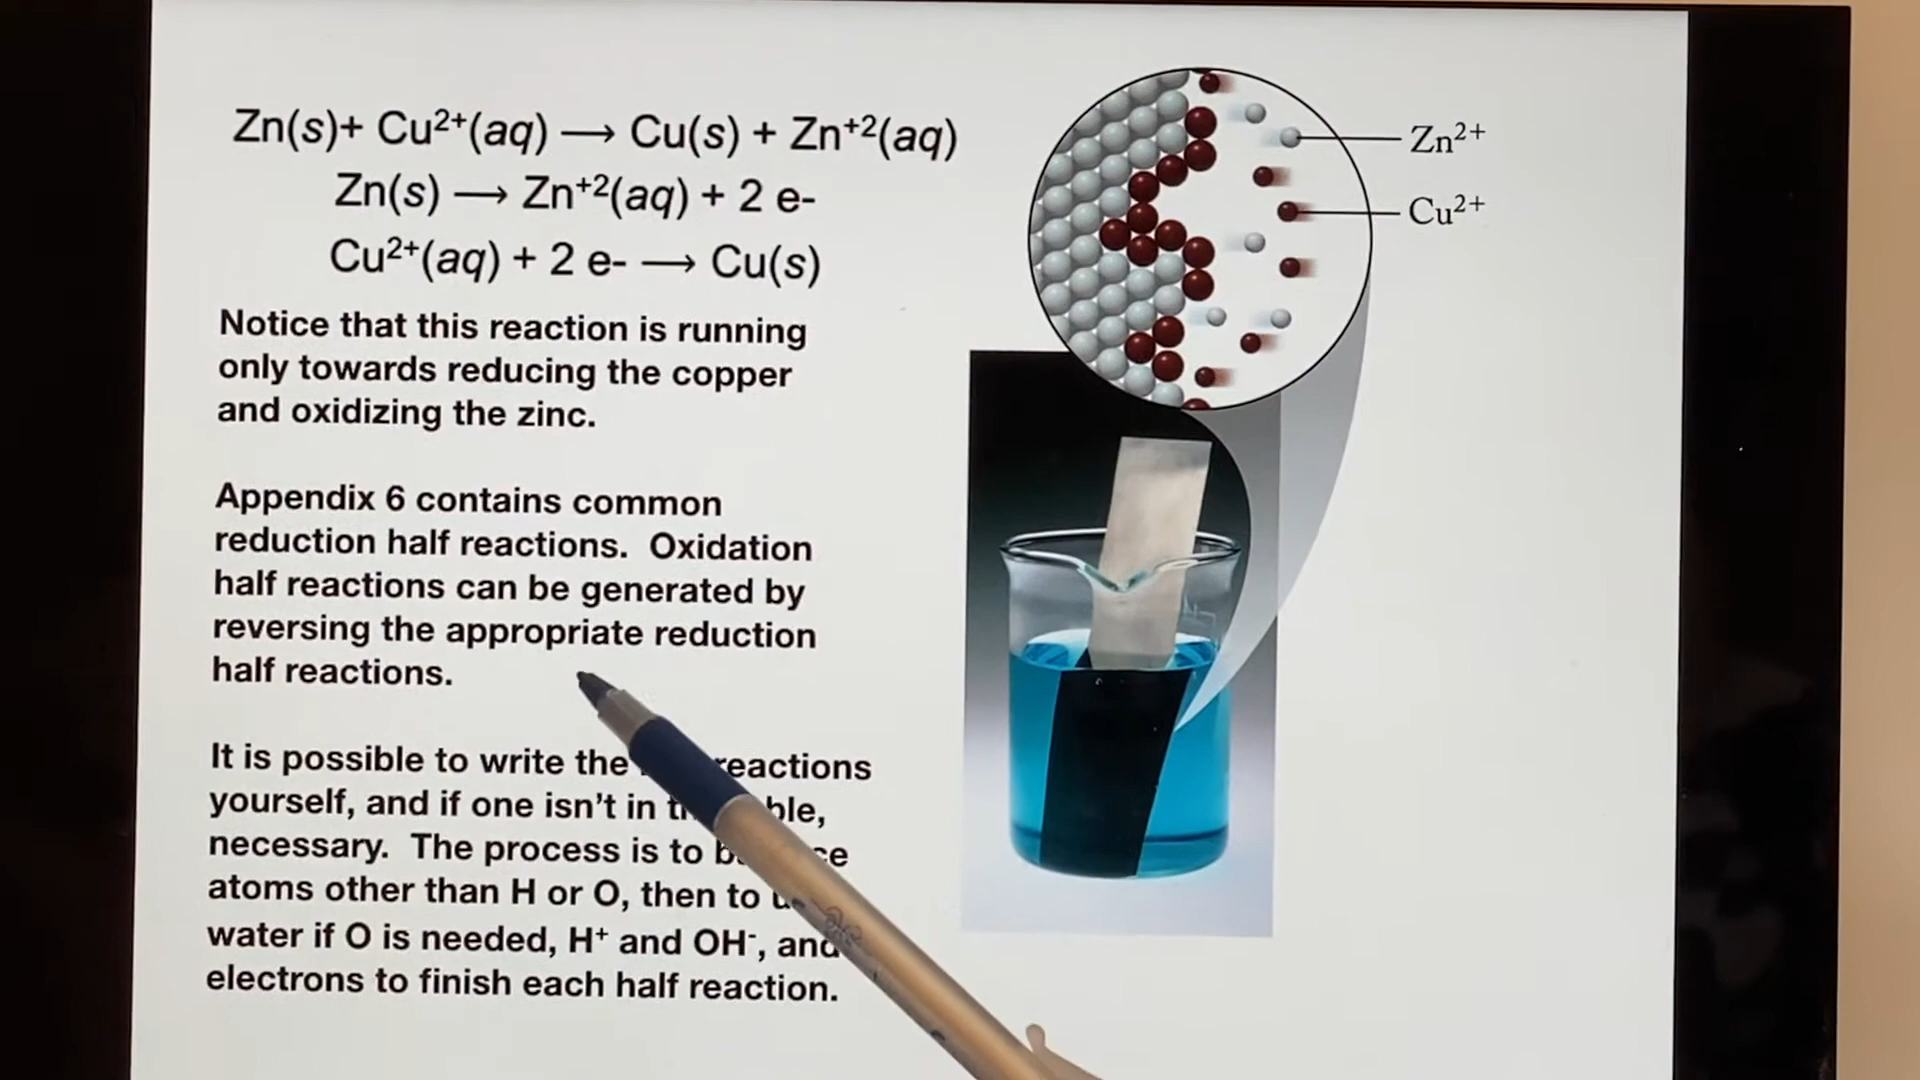 Zn(s)+ Cu²⁺(aq) ⟶ Cu(s) + Zn⁺²(aq)
Zn(s) ⟶ Zn⁺²(aq) + 2 e-
Cu²⁺(aq) + 2 e- ⟶ Cu(s)
Notice that this reaction is running
only towards reducing the copper
and oxidizing the zinc.
Appendix 6 contains common
reduction half reactions.  Oxidation
half reactions can be generated by
reversing the appropriate reduction
half reactions.
It is possible to write the reactions
yourself, and if one isn't in
necessary.  The process is to
atoms other than H or O, then to
water if O is needed, H⁺ and OH⁻, and
electrons to finish each half reaction.
Zn²⁺
Cu²⁺